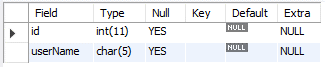 Field Type Null Key Default Extra
id int(11) YES NULL NULL
userName char(5) YES NULL NULL